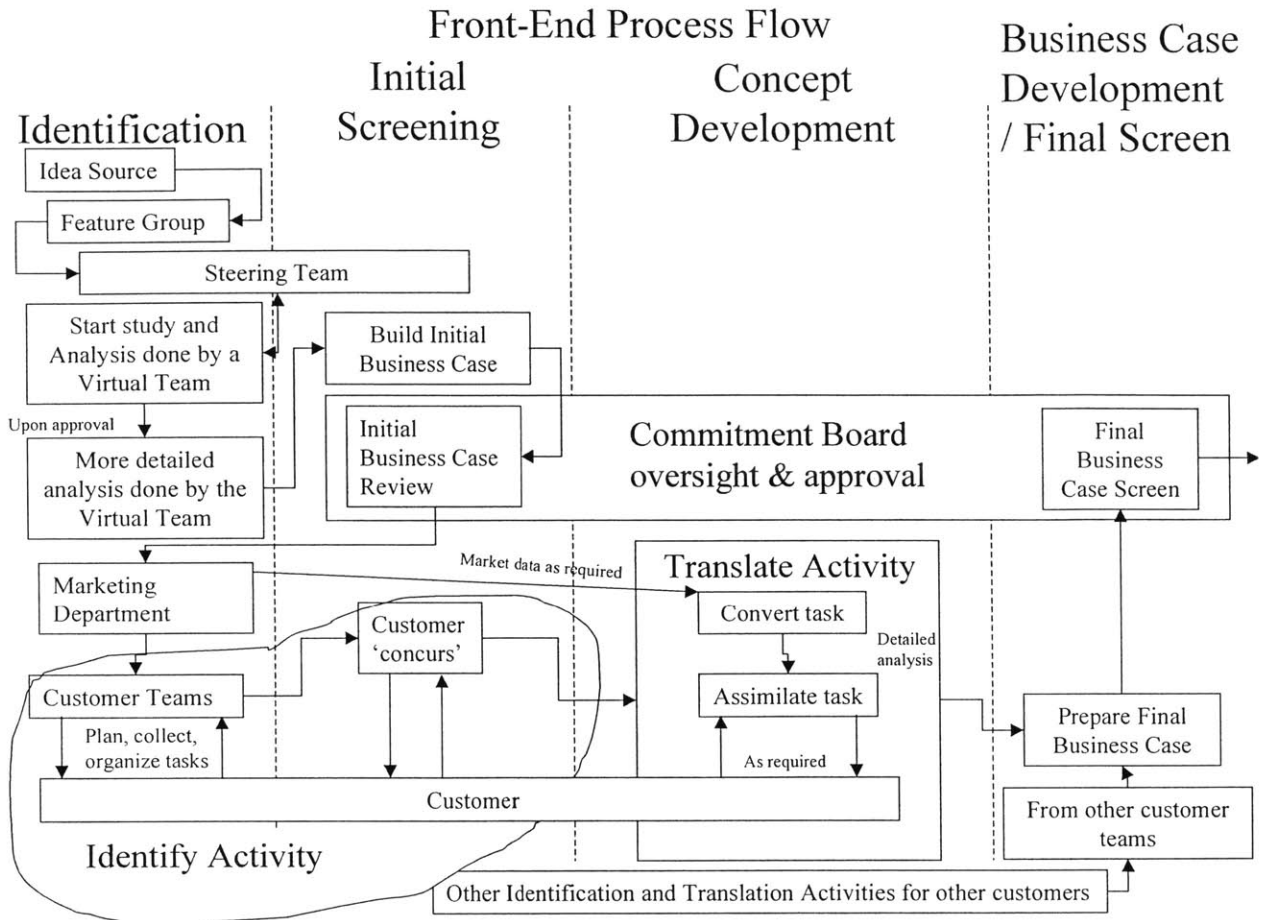 Front-End Process Flow
Identification
Initial
Screening
Concept
Development
Business Case
Development
/ Final Screen
Idea Source
Feature Group
Steering Team
Start study and
Analysis done by a
Virtual Team
Upon approval
More detailed
analysis done by the
Virtual Team
Build Initial
Business Case
Initial
Business Case
Review
Commitment Board
oversight & approval
Final
Business
Case Screen
Marketing
Department
Market data as required
Translate Activity
Convert task
Detailed
analysis
Assimilate task
As required
Customer
‘concurs’
Customer Teams
Plan, collect,
organize tasks
Customer
Identify Activity
Prepare Final
Business Case
From other customer
teams
Other Identification and Translation Activities for other customers